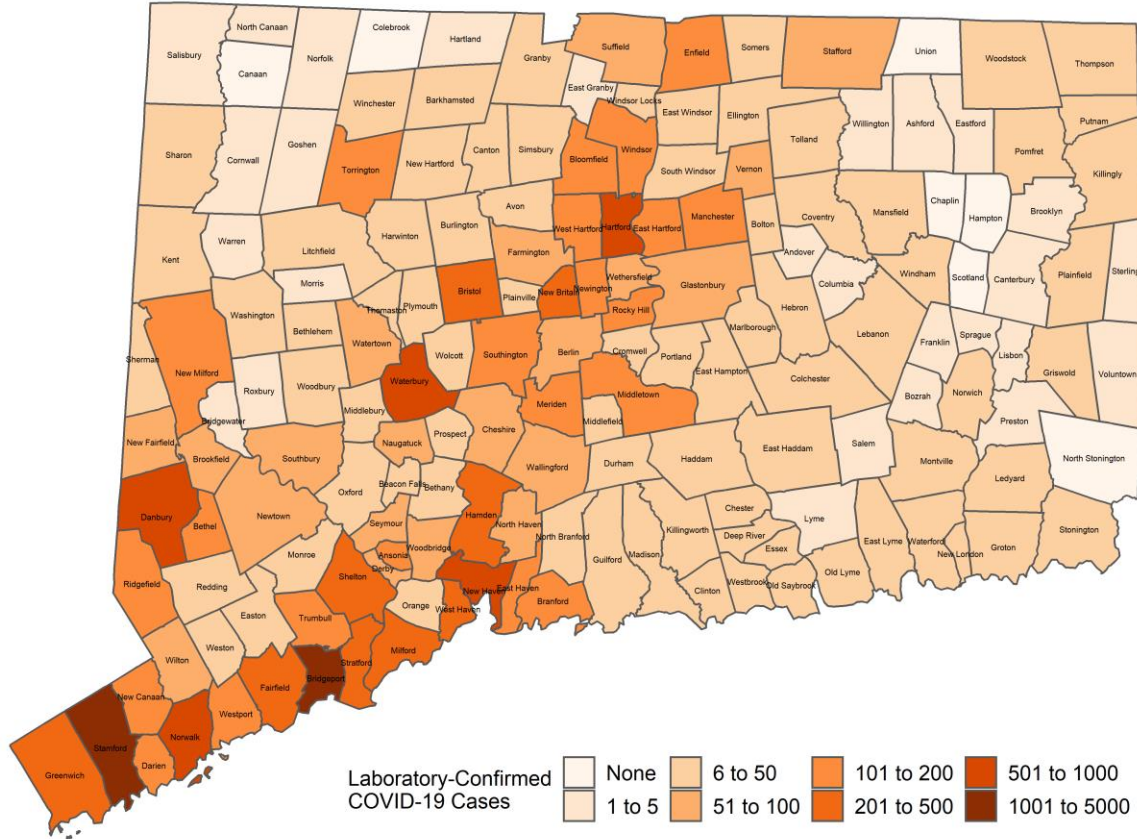 Colebrook
North Canaan
Hartland
Salisbury
Canaan
Norfolk
Granby
Suffield
Enfield
Somers
Stafford
Union
Woodstock
Thompson
East Granby
Windsor Locks
Winchester
Barkhamsted
East Windsor
Ellington
Willington
Ashford
Eastford
Putnam
Sharon
Cornwall
Goshen
Torrington
New Hartford
Canton
Simsbury
Bloomfield
Windsor
South Windsor
Vernon
Tolland
Pomfret
Killingly
Kent
Warren
Litchfield
Harwinton
Burlington
Avon
West Hartford
Hartford
East Hartford
Manchester
Bolton
Coventry
Mansfield
Chaplin
Hampton
Brooklyn
Farmington
Andover
Columbia
Windham
Scotland
Canterbury
Plainfield
Sterling
Morris
Bristol
Plainville
New Britain
Newington
Wethersfield
Glastonbury
Hebron
Washington
Bethlehem
Thomaston
Plymouth
Rocky Hill
Marlborough
Lebanon
Franklin
Sprague
Lisbon
Griswold
Voluntown
Sherman
New Milford
Watertown
Wolcott
Southington
Berlin
Cromwell
Portland
East Hampton
Colchester
Norwich
Roxbury
Woodbury
Waterbury
Bozrah
Preston
Bridgewater
Middlebury
Meriden
Middlefield
Middletown
New Fairfield
Brookfield
Southbury
Naugatuck
Prospect
Cheshire
Wallingford
Durham
Haddam
East Haddam
Salem
Montville
North Stonington
Ledyard
Danbury
Bethel
Newtown
Oxford
Beacon Falls
Bethany
Hamden
North Haven
Seymour
Woodbridge
North Branford
Guilford
Madison
Killingworth
Chester
Deep River
Essex
Lyme
East Lyme
Waterford
New London
Groton
Stonington
Monroe
Ansonia
Derby
Ridgefield
Redding
Shelton
Orange
New Haven
East Haven
West Haven
Branford
Clinton
Westbrook
Old Saybrook
Old Lyme
Easton
Trumbull
Weston
Wilton
Milford
Stratford
Bridgeport
Fairfield
New Canaan
Westport
Norwalk
Stamford
Darien
Greenwich
Laboratory-Confirmed
COVID-19 Cases
None
6 to 50
101 to 200
501 to 1000
1 to 5
51 to 100
201 to 500
1001 to 5000